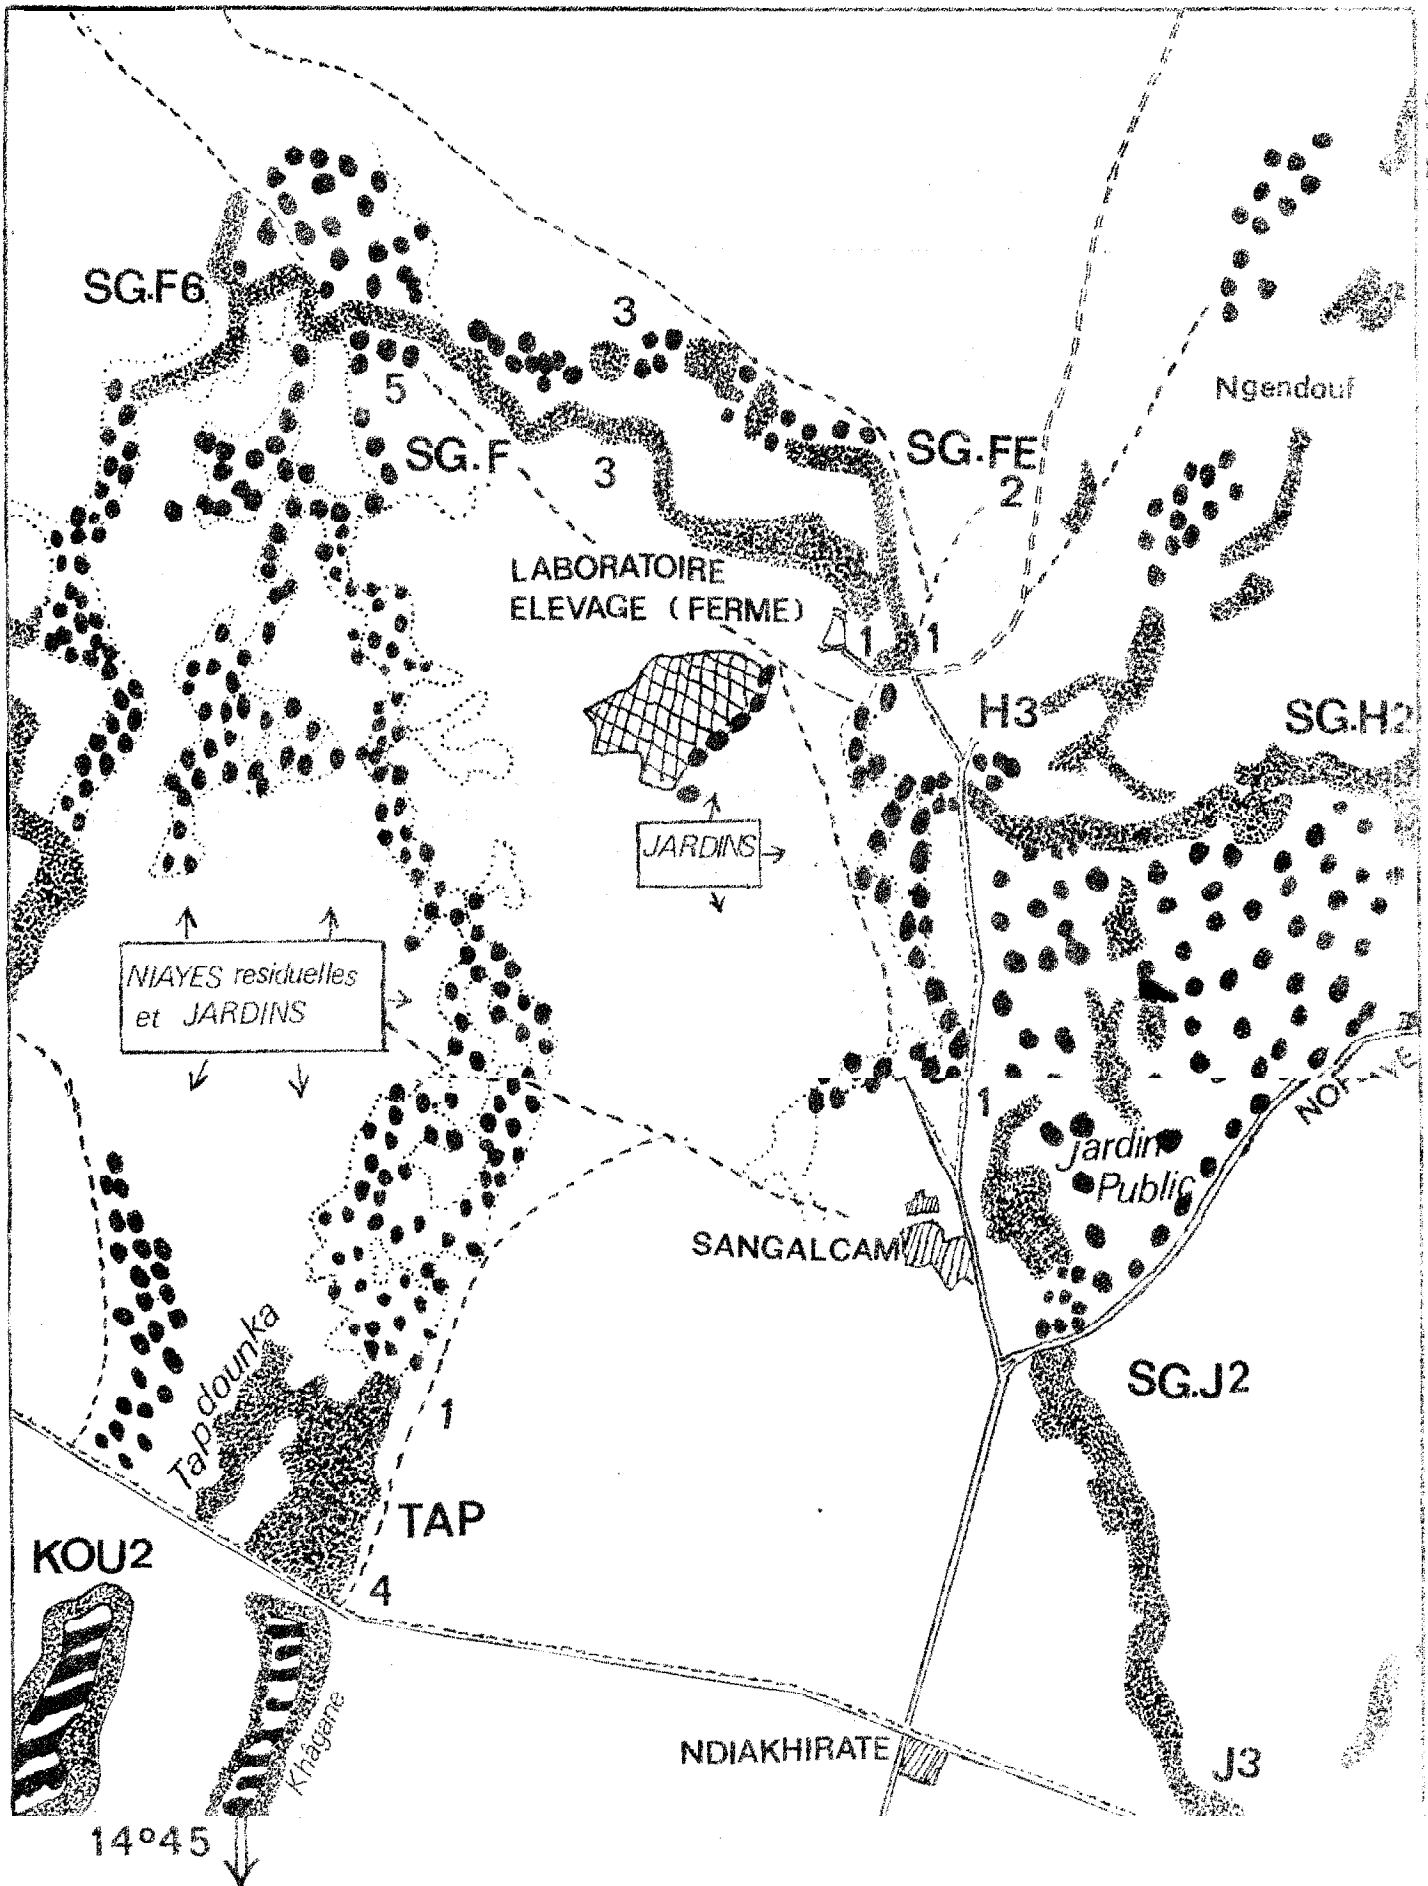 SG.F6
3
5
SG.F
3
SG.FE
2
Ngendouf
LABORATOIRE
ELEVAGE (FERME)
1
1
H3
SG.H2
JARDINS
NIAYES residuelles
et JARDINS
1
jardin
Public
SANGALCAM
Tap dounka
1
SG.J2
TAP
KOU2
4
Khâgane
NDIAKHIRATE
J3
14°45